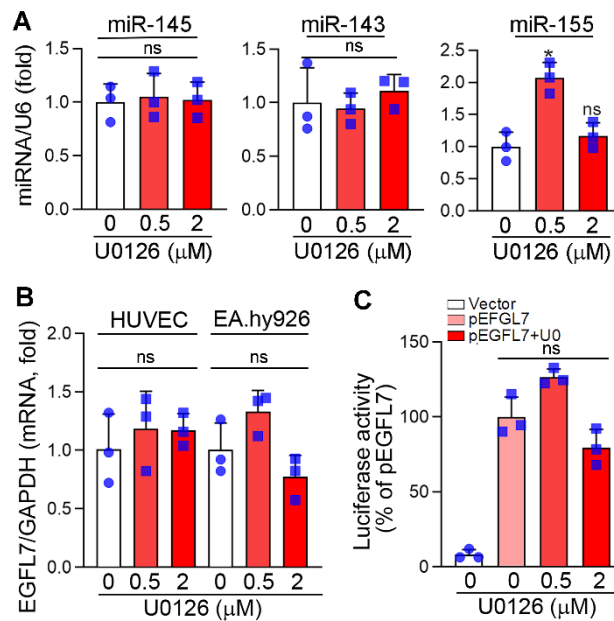 A
miR-145
miR-143
miR-155
ns
ns
*
ns
miRNA/U6 (fold)
1.5
1.0
0.5
0.0
1.5
1.0
0.5
0.0
2.5
2.0
1.5
1.0
0.5
0.0
0 0.5 2
0 0.5 2
0 0.5 2
U0126 (μM)
U0126 (μM)
U0126 (μM)
B
HUVEC EA.hy926
ns ns
EGFL7/GAPDH (mRNA, fold)
2.0
1.5
1.0
0.5
0.0
0 0.5 2 0 0.5 2
U0126 (μM)
C
Vector
pEFGL7
pEGFL7+U0
ns
Luciferase activity
(% of pEGFL7)
150
100
50
0
0 0 0.5 2
U0126 (μM)